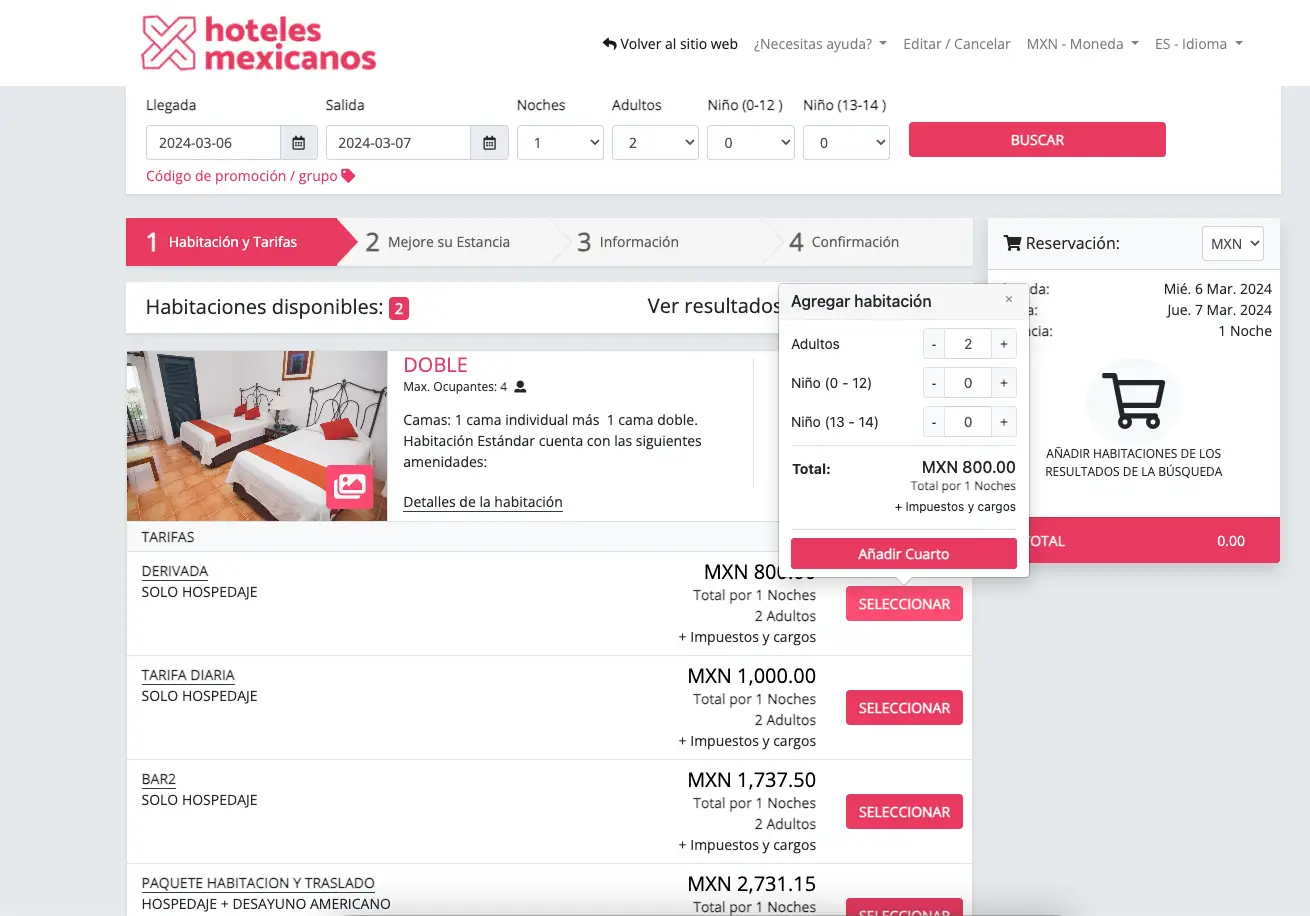 hoteles
mexicanos
Volver al sitio web
¿Necesitas ayuda?
Editar / Cancelar
MXN - Moneda
ES - Idioma
Llegada
Salida
Noches
Adultos
Niño (0-12 )
Niño (13-14 )
2024-03-06
2024-03-07
1
2
0
0
BUSCAR
Código de promoción / grupo
1 Habitación y Tarifas
2 Mejore su Estancia
3 Información
4 Confirmación
Reservación:
MXN
Mié. 6 Mar. 2024
Jue. 7 Mar. 2024
1 Noche
AÑADIR HABITACIONES DE LOS
RESULTADOS DE LA BÚSQUEDA
0.00
Habitaciones disponibles: 2
Ver resultados
Agregar habitación ×
Adultos - 2 +
Niño (0 - 12) - 0 +
Niño (13 - 14) - 0 +
Total: MXN 800.00
Total por 1 Noches
+ Impuestos y cargos
Añadir Cuarto
DOBLE
Max. Ocupantes: 4
Camas: 1 cama individual más 1 cama doble.
Habitación Estándar cuenta con las siguientes
amenidades:
Detalles de la habitación
TARIFAS
DERIVADA
SOLO HOSPEDAJE
MXN 800.00
Total por 1 Noches
2 Adultos
+ Impuestos y cargos
SELECCIONAR
TARIFA DIARIA
SOLO HOSPEDAJE
MXN 1,000.00
Total por 1 Noches
2 Adultos
+ Impuestos y cargos
SELECCIONAR
BAR2
SOLO HOSPEDAJE
MXN 1,737.50
Total por 1 Noches
2 Adultos
+ Impuestos y cargos
SELECCIONAR
PAQUETE HABITACION Y TRASLADO
HOSPEDAJE + DESAYUNO AMERICANO
MXN 2,731.15
Total por 1 Noches
SELECCIONAR